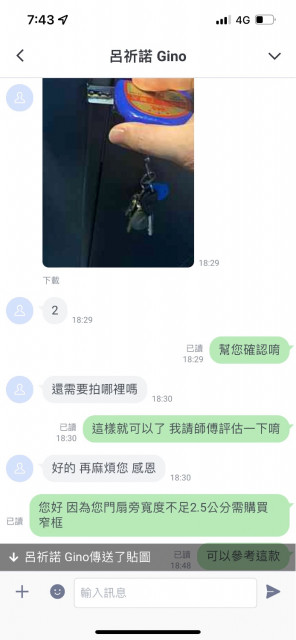 7:43
4G
呂祈諾 Gino
18:29
下載
2
18:29
已讀
18:29
幫您確認唷
還需要拍哪裡嗎
18:30
已讀
18:30
這樣就可以了 我請師傅評估一下唷
好的 再麻煩您 感恩
18:30
已讀
您好 因為您門扇旁寬度不足2.5公分需購買
窄框
呂祈諾 Gino傳送了貼圖
已讀
18:48
可以參考這款
輸入訊息